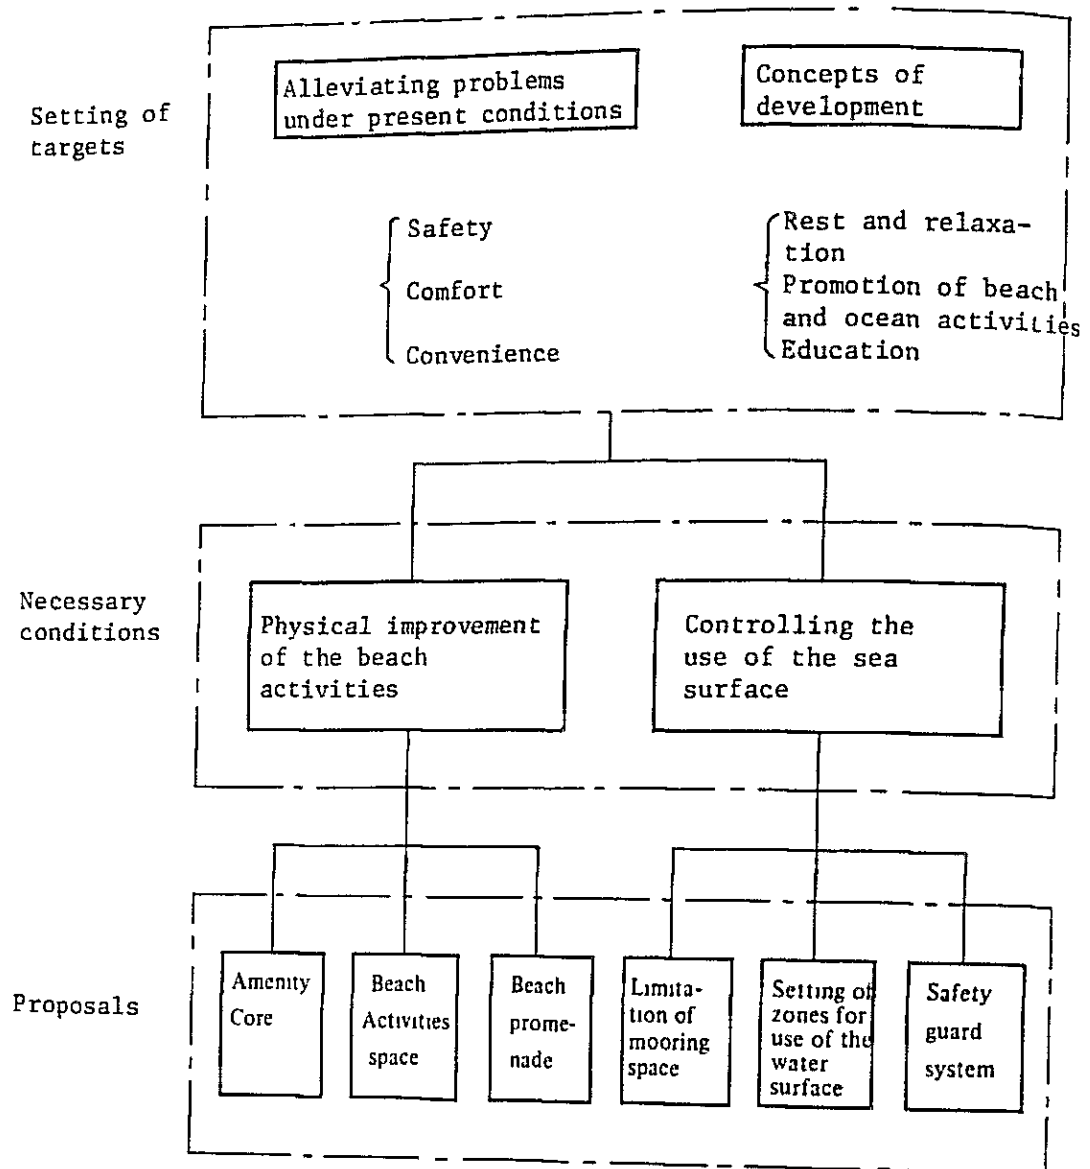 Setting of
targets
Alleviating problems
under present conditions
Concepts of
development
Safety
Comfort
Convenience
Rest and relaxa-
tion
Promotion of beach
and ocean activities
Education
Necessary
conditions
Physical improvement
of the beach
activities
Controlling the
use of the sea
surface
Proposals
Amenity
Core
Beach
Activities
space
Beach
prome-
nade
Limita-
tion of
mooring
space
Setting of
zones for
use of the
water
surface
Safety
guard
system